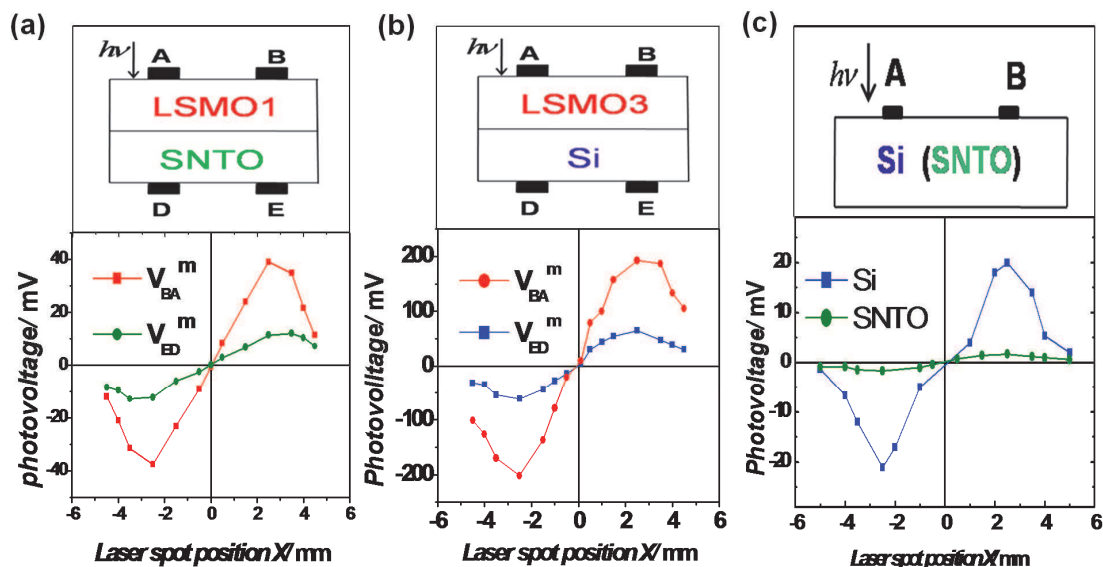 (a)
hν
A B
LSMO1
SNTO
D E
photovoltage/ mV
40
20
0
-20
-40
V_BA^m
V_ED^m
-6 -4 -2 0 2 4 6
Laser spot position X/ mm
(b)
hν
A B
LSMO3
Si
D E
Photovolltage/ mV
200
100
0
-100
-200
V_BA^m
V_ED^m
-6 -4 -2 0 2 4 6
Laser spot position X/ mm
(c)
hν
A B
Si (SNTO)
Photovoltage/ mV
20
10
0
-10
-20
Si
SNTO
-6 -4 -2 0 2 4 6
Laser spot position X/ mm